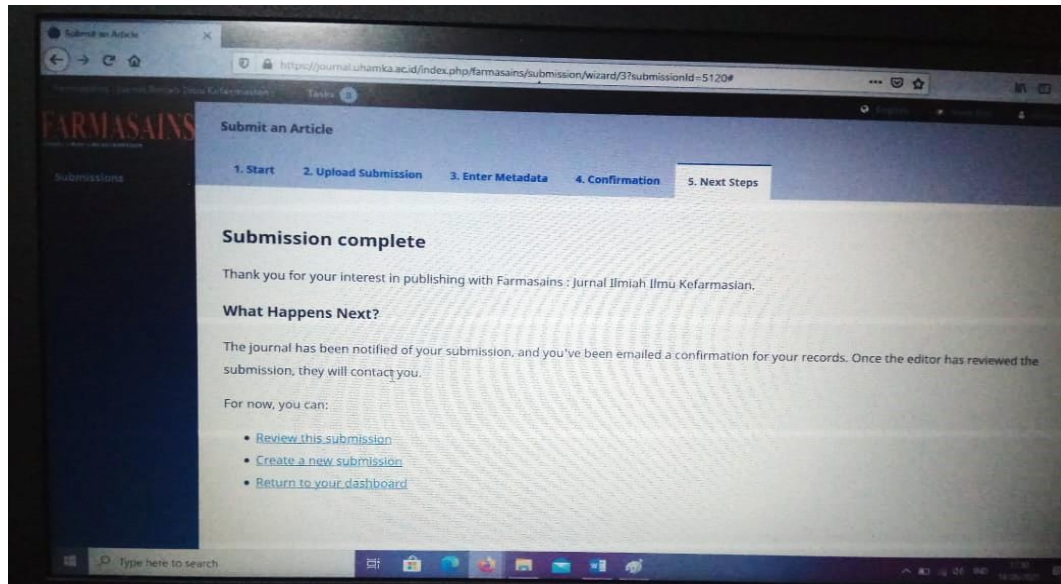 Submit an Article
https://journal.uhamka.ac.id/index.php/farmasains/submission/wizard/3?submissionId=5120#
Tasks
English
FARMASAINS
Submit an Article
Submissions
1. Start 2. Upload Submission 3. Enter Metadata 4. Confirmation 5. Next Steps
Submission complete
Thank you for your interest in publishing with Farmasains : Jurnal Ilmiah Ilmu Kefarmasian.
What Happens Next?
The journal has been notified of your submission, and you've been emailed a confirmation for your records. Once the editor has reviewed the
submission, they will contact you.
For now, you can:
• Review this submission
• Create a new submission
• Return to your dashboard
Type here to search
IND